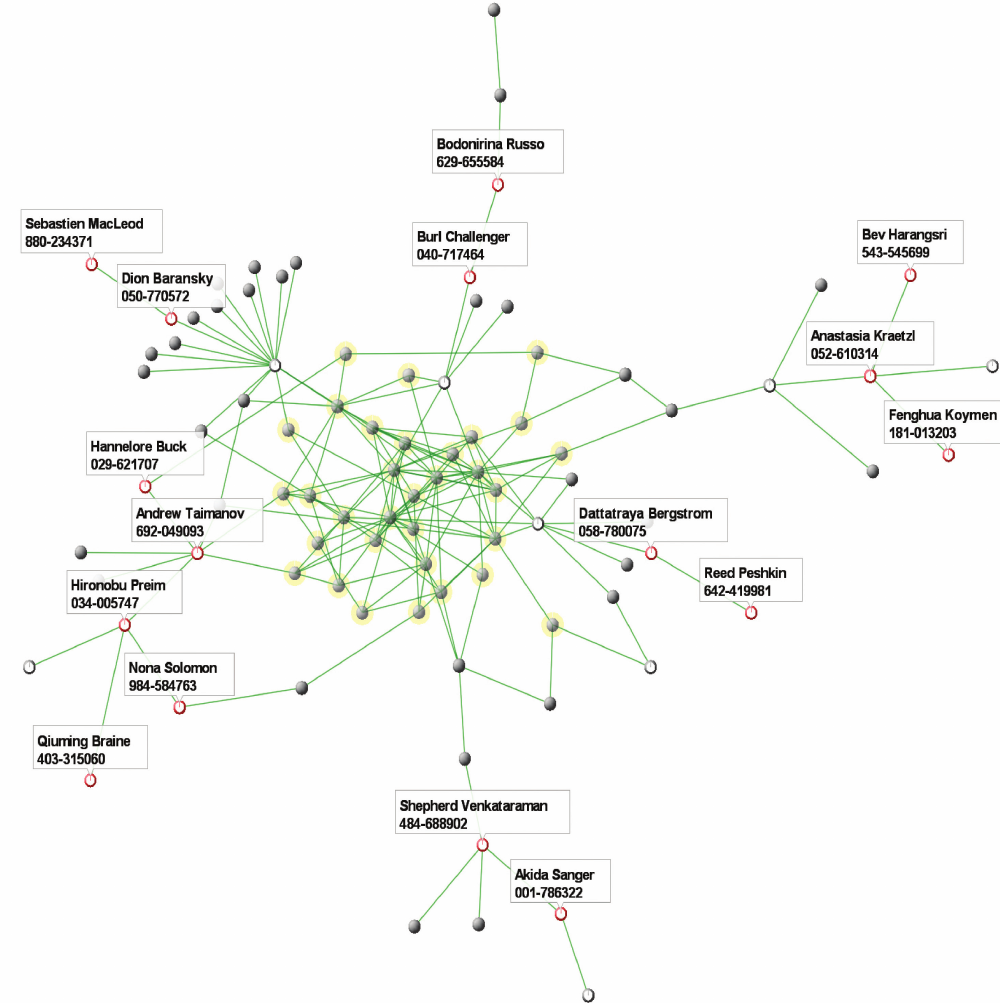 Bodonirina Russo
629-655584
Sebastien MacLeod
880-234371
Burl Challenger
040-717464
Bev Harangsri
543-545699
Dion Baransky
050-770572
Anastasia Kraetzl
052-610314
Fenghua Koymen
181-013203
Hannelore Buck
029-621707
Andrew Taimanov
692-049093
Dattatraya Bergstrom
058-780075
Reed Peshkin
642-419981
Hironobu Preim
034-005747
Nona Solomon
984-584763
Qiuming Braine
403-315060
Shepherd Venkataraman
484-688902
Akida Sanger
001-786322